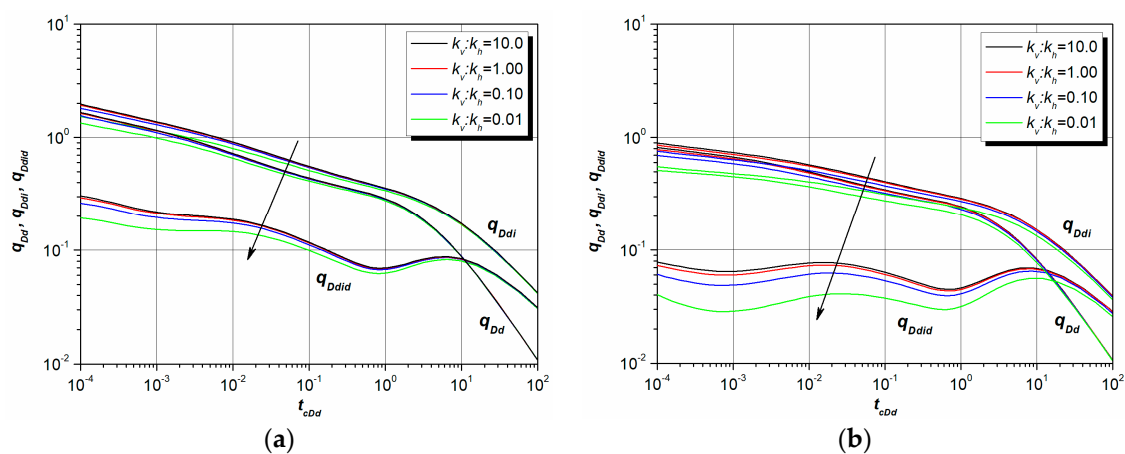 q_Dd, q_Ddi, q_Ddid
10^1
10^0
10^-1
10^-2
10^-4
10^-3
10^-2
10^-1
10^0
10^1
10^2
t_cDd
k_v:k_h=10.0
k_v:k_h=1.00
k_v:k_h=0.10
k_v:k_h=0.01
q_Ddi
q_Ddid
q_Dd
(a)
q_Dd, q_Ddi, q_Ddid
10^1
10^0
10^-1
10^-2
10^-4
10^-3
10^-2
10^-1
10^0
10^1
10^2
t_cDd
k_v:k_h=10.0
k_v:k_h=1.00
k_v:k_h=0.10
k_v:k_h=0.01
q_Ddi
q_Ddid
q_Dd
(b)